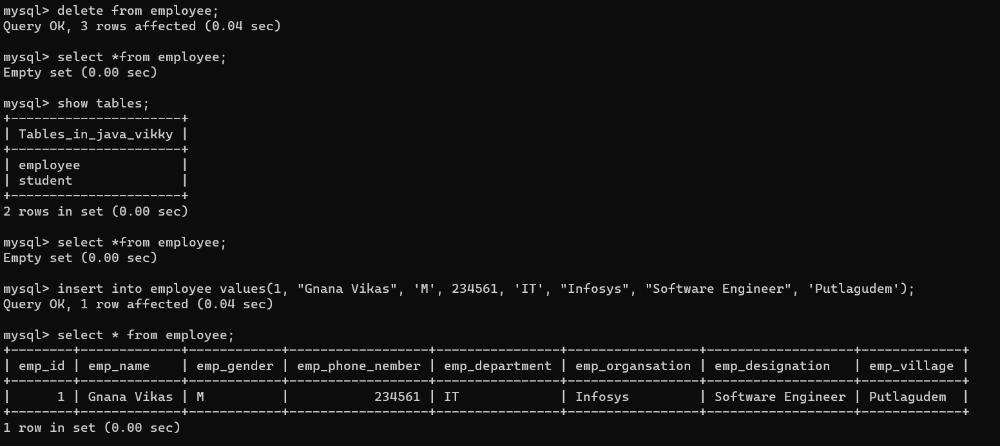 mysql> delete from employee;
Query OK, 3 rows affected (0.04 sec)
mysql> select *from employee;
Empty set (0.00 sec)
mysql> show tables;
+----------------------+
| Tables_in_java_vikky |
+----------------------+
| employee             |
| student              |
+----------------------+
2 rows in set (0.00 sec)
mysql> select *from employee;
Empty set (0.00 sec)
mysql> insert into employee values(1, "Gnana Vikas", 'M', 234561, 'IT', "Infosys", "Software Engineer", 'Putlagudem');
Query OK, 1 row affected (0.04 sec)
mysql> select * from employee;
+--------+-------------+------------+------------------+----------------+-----------------+-------------------+-------------+
| emp_id | emp_name    | emp_gender | emp_phone_nember | emp_department | emp_organsation | emp_designation   | emp_village |
+--------+-------------+------------+------------------+----------------+-----------------+-------------------+-------------+
|      1 | Gnana Vikas | M          |           234561 | IT             | Infosys         | Software Engineer | Putlagudem  |
+--------+-------------+------------+------------------+----------------+-----------------+-------------------+-------------+
1 row in set (0.00 sec)